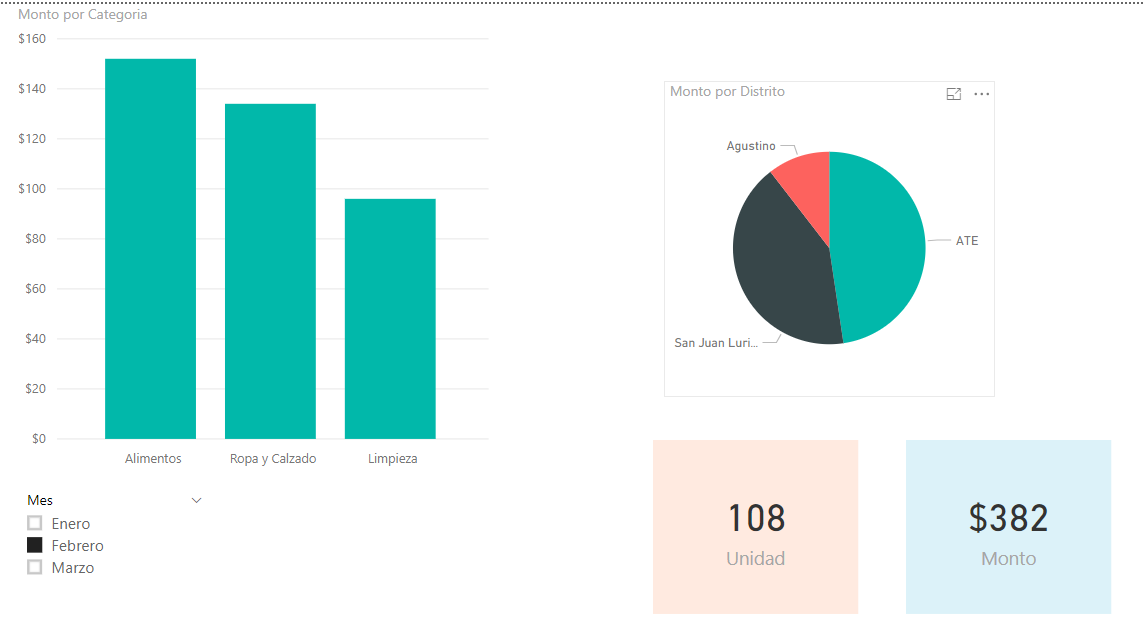 Monto por Categoria
$160
$140
$120
$100
$80
$60
$40
$20
$0
Alimentos Ropa y Calzado Limpieza
Mes
Enero
Febrero
Marzo
Monto por Distrito
Agustino
ATE
San Juan Luri...
108
Unidad
$382
Monto